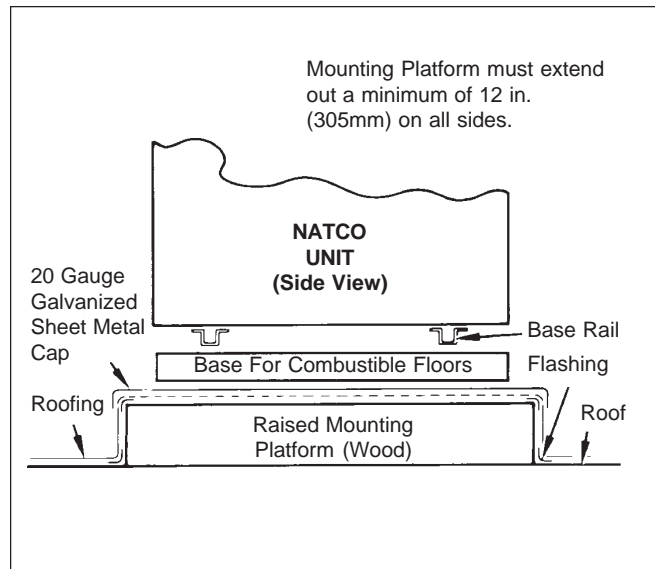 Mounting Platform must extend
out a minimum of 12 in.
(305mm) on all sides.
NATCO
UNIT
(Side View)
20 Gauge
Galvanized
Sheet Metal
Cap
Base Rail
Base For Combustible Floors
Flashing
Roofing
Roof
Raised Mounting
Platform (Wood)